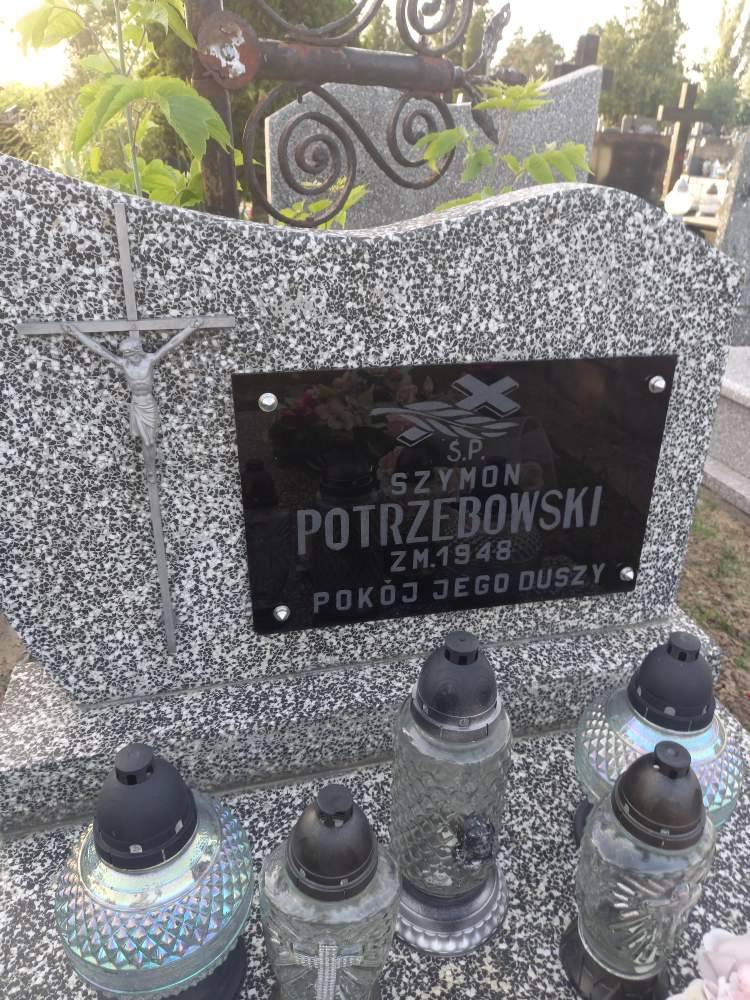 Ś.P.
SZYMON
POTRZEBOWSKI
ZM.1948
POKÓJ JEGO DUSZY